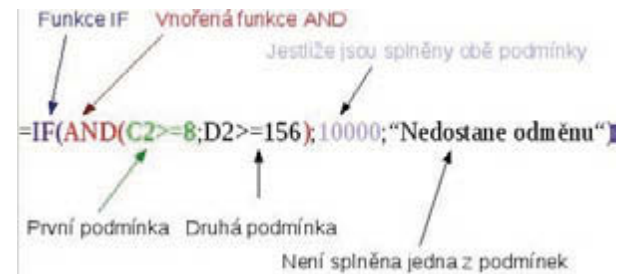 Funkce IF Vnořená funkce AND
Jestliže jsou splněny obě podmínky
=IF(AND(C2>=8;D2>=156);10000;“Nedostane odměnu“)
První podmínka Druhá podmínka
Není splněna jedna z podmínek